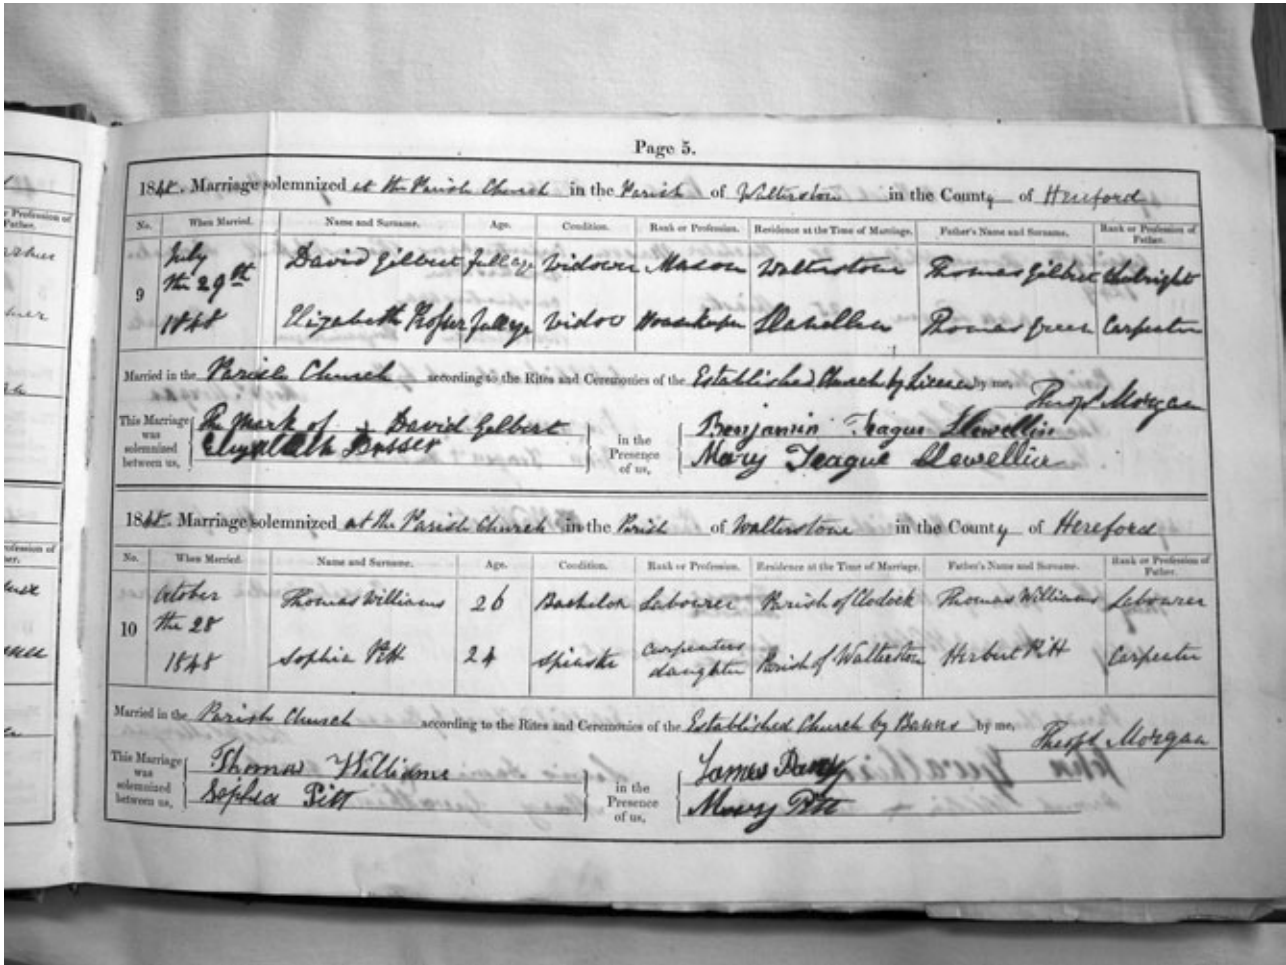 Page 5.
1848. Marriage solemnized at the Parish Church in the Parish of Walterstone in the County of Hereford
No. When Married. Name and Surname. Age. Condition. Rank or Profession. Residence at the Time of Marriage. Father's Name and Surname. Rank or Profession of Father.
9 July the 29th 1848
David Gilbert full age Widower Mason Walterstone Thomas Gilbert
Elizabeth Prosser full age Widow Housekeeper Thomas Green Carpenter
Married in the Parish Church according to the Rites and Ceremonies of the Established Church by License by me, Theops Morgan
This Marriage was solemnized between us, The Mark of x David Gilbert
Elizabeth Prosser
in the Presence of us, Benjamin Teague Llewellin
Mary Teague Llewellin
1848. Marriage solemnized at the Parish Church in the Parish of Walterstone in the County of Hereford
No. When Married. Name and Surname. Age. Condition. Rank or Profession. Residence at the Time of Marriage. Father's Name and Surname. Rank or Profession of Father.
10 October the 28 1848
Thomas Williams 26 Bachelor Labourer Parish of Clodock Thomas Williams Labourer
Sophia Pitt 24 Spinster Carpenters daughter Parish of Walterstone Herbert Pitt Carpenter
Married in the Parish Church according to the Rites and Ceremonies of the Established Church by Banns by me, Theops Morgan
This Marriage was solemnized between us, Thomas Williams
Sophia Pitt
in the Presence of us, James Parry
Mary Pitt